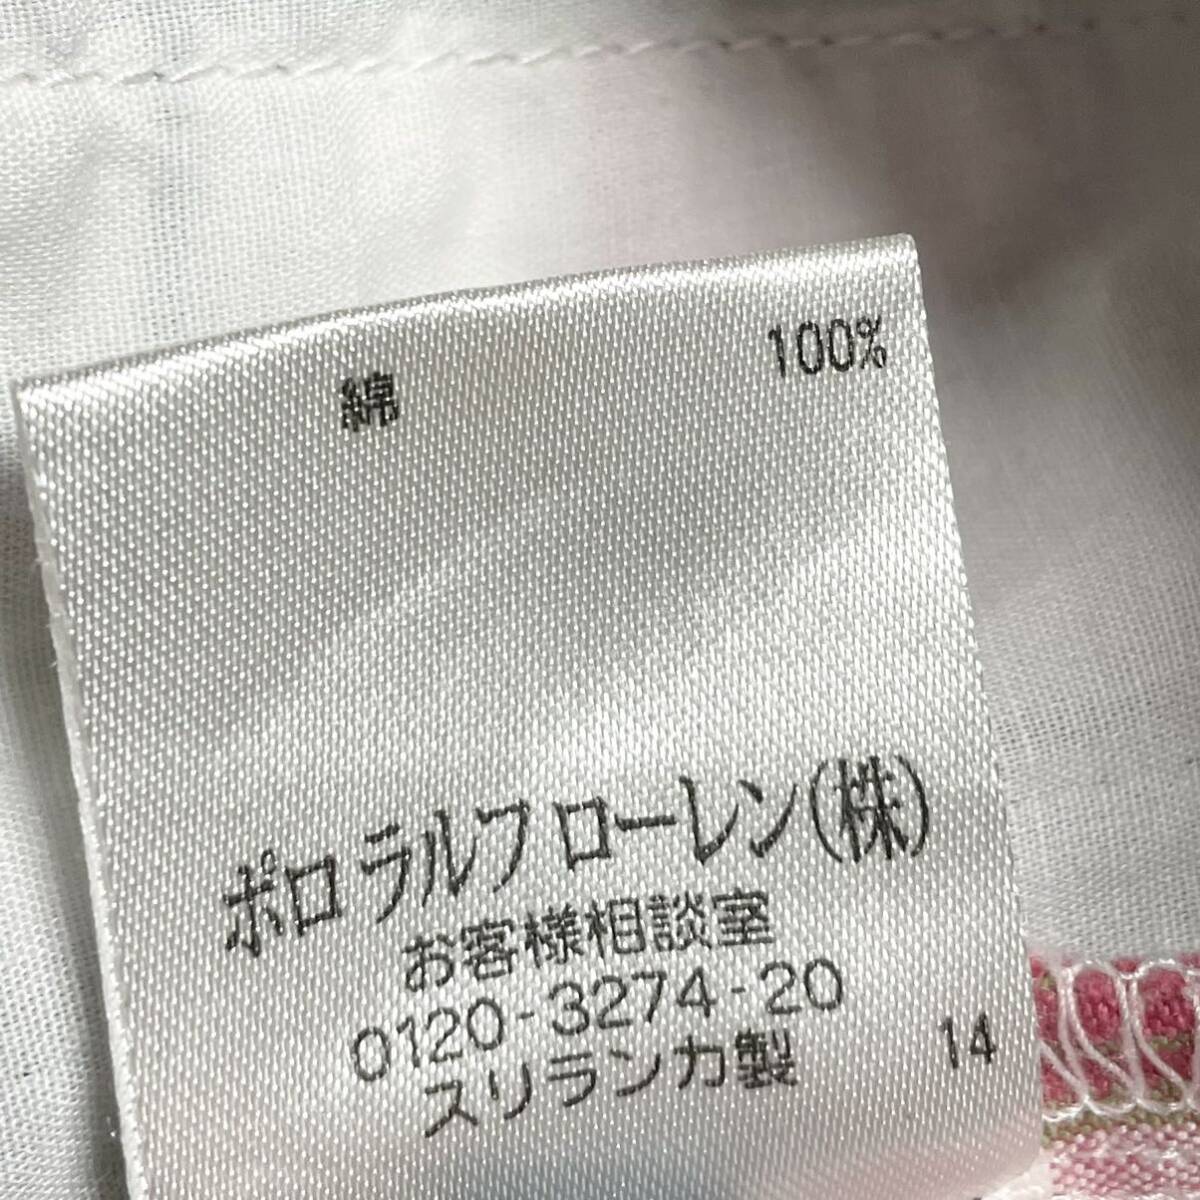 綿 100%
ポロ ラルフ ローレン(株)
お客様相談室
0120-3274-20
スリランカ製 14